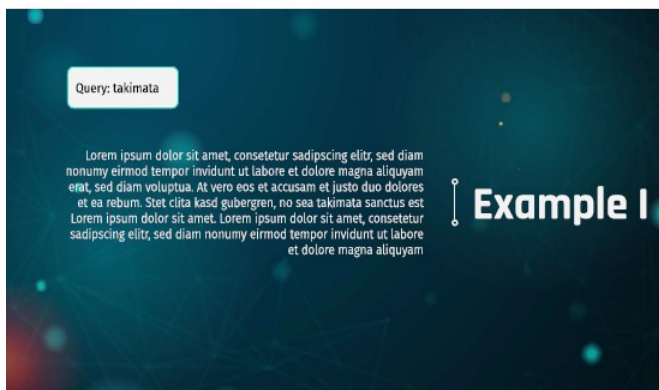 Query: takimata
Lorem ipsum dolor sit amet, consetetur sadipscing elitr, sed diam
nonumy eirmod tempor invidunt ut labore et dolore magna aliquyam
erat, sed diam voluptua. At vero eos et accusam et justo duo dolores
et ea rebum. Stet clita kasd gubergren, no sea takimata sanctus est
Lorem ipsum dolor sit amet. Lorem ipsum dolor sit amet, consetetur
sadipscing elitr, sed diam nonumy eirmod tempor invidunt ut labore
et dolore magna aliquyam
Example I